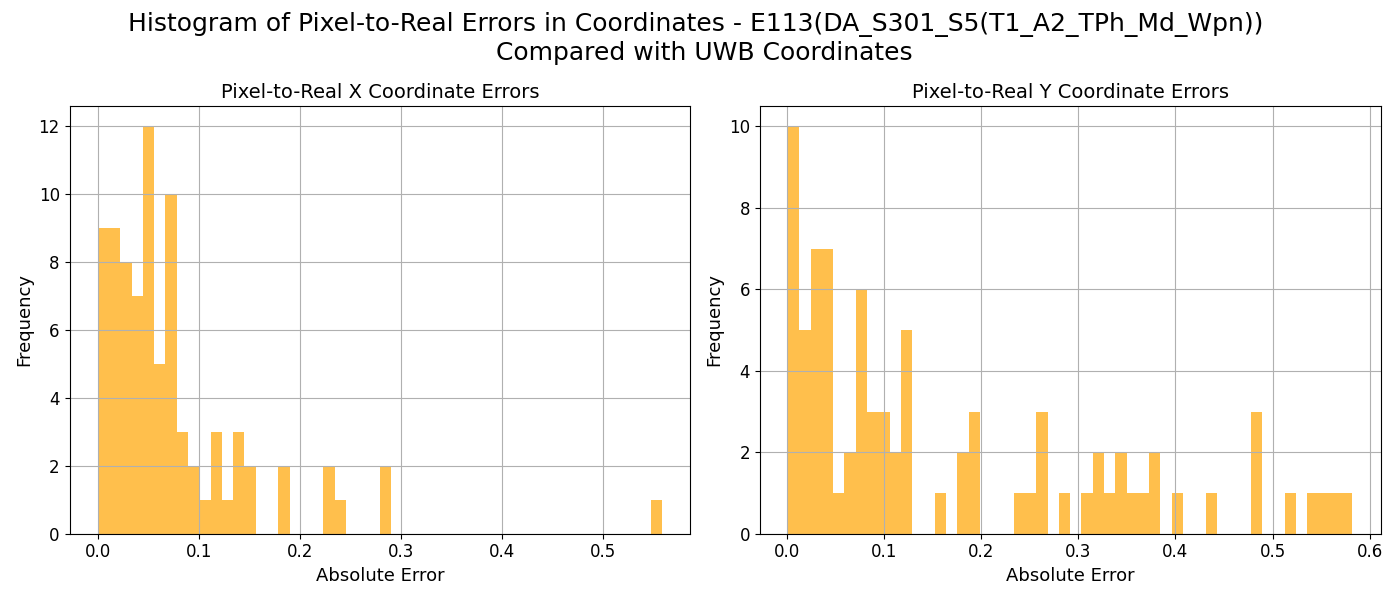 Histogram of Pixel-to-Real Errors in Coordinates - E113(DA_S301_S5(T1_A2_TPh_Md_Wpn))
Compared with UWB Coordinates
Pixel-to-Real X Coordinate Errors
12
10
8
6
4
2
0
Frequency
0.0 0.1 0.2 0.3 0.4 0.5
Absolute Error
Pixel-to-Real Y Coordinate Errors
10
8
6
4
2
0
Frequency
0.0 0.1 0.2 0.3 0.4 0.5 0.6
Absolute Error